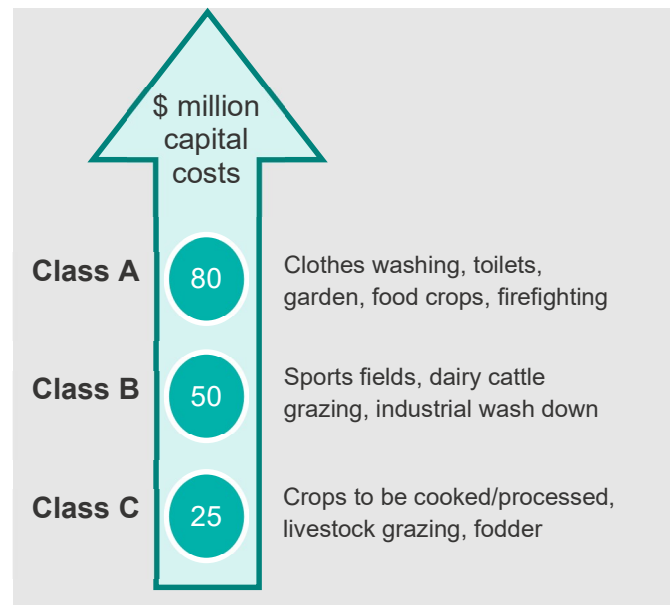 $ million
capital
costs
Class A
80
Clothes washing, toilets,
garden, food crops, firefighting
Class B
50
Sports fields, dairy cattle
grazing, industrial wash down
Class C
25
Crops to be cooked/processed,
livestock grazing, fodder